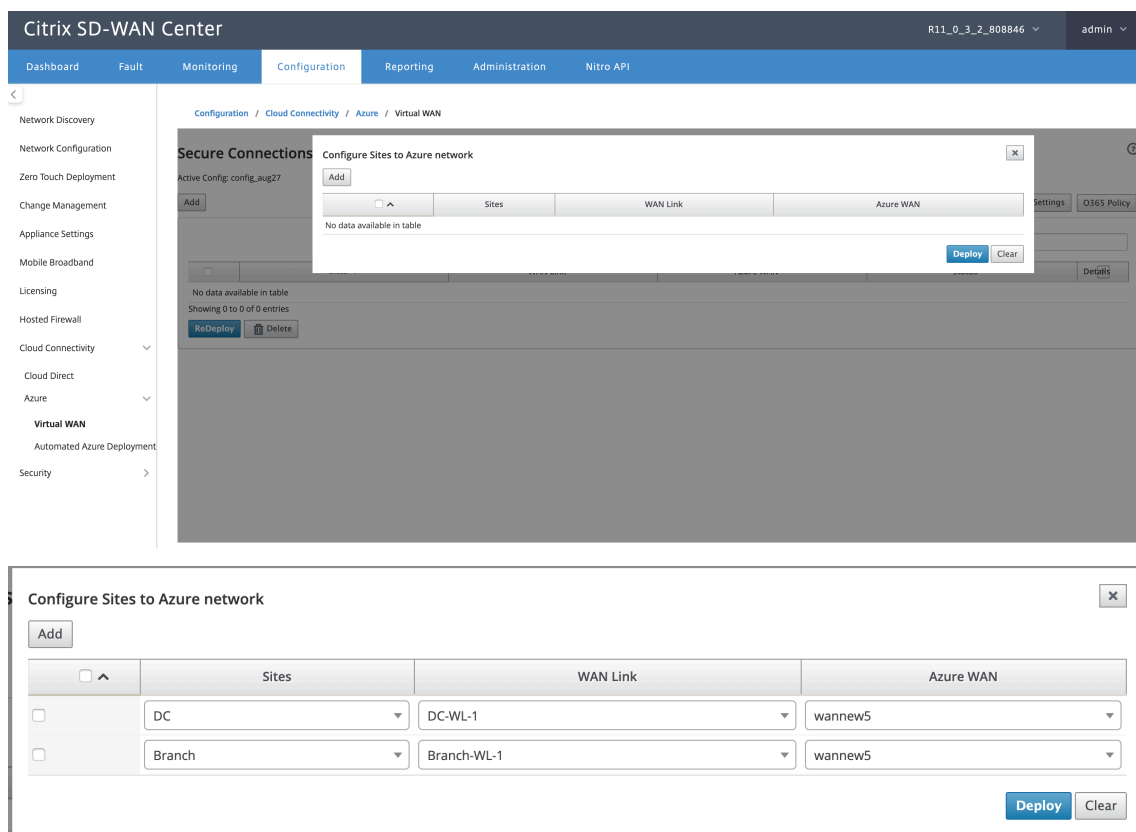 Citrix SD-WAN Center
R11_0_3_2_808846 admin
Dashboard Fault Monitoring Configuration Reporting Administration Nitro API
Configuration / Cloud Connectivity / Azure / Virtual WAN
Network Discovery
Network Configuration
Zero Touch Deployment
Change Management
Appliance Settings
Mobile Broadband
Licensing
Hosted Firewall
Cloud Connectivity
Cloud Direct
Azure
Virtual WAN
Automated Azure Deployment
Security
Secure Connections
Active Config: config_aug27
Add
Settings O365 Policy
Configure Sites to Azure network
Add
Sites WAN Link Azure WAN
No data available in table
Deploy Clear
Details
No data available in table
Showing 0 to 0 of 0 entries
ReDeploy Delete
Configure Sites to Azure network
Add
Sites WAN Link Azure WAN
DC DC-WL-1 wannew5
Branch Branch-WL-1 wannew5
Deploy Clear